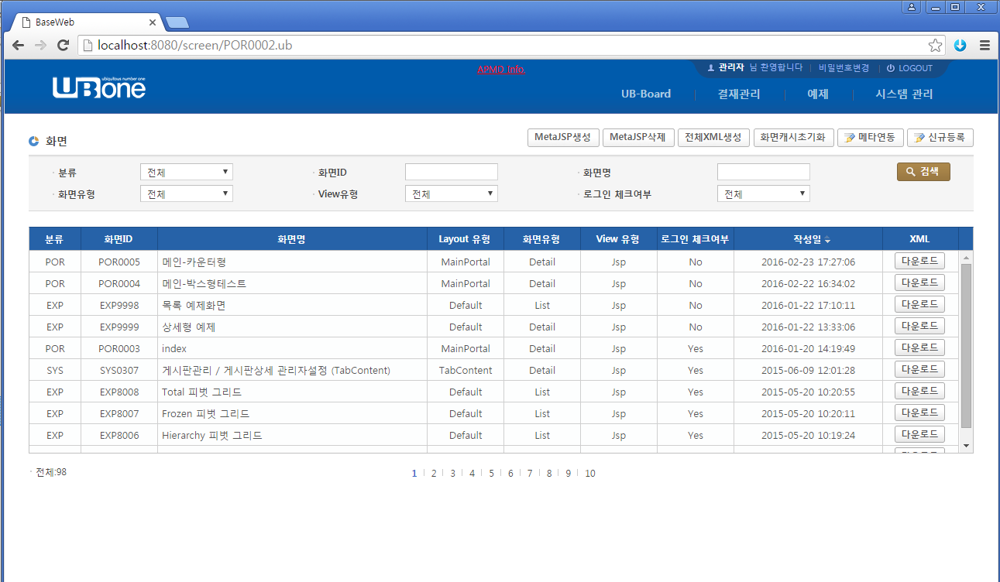 BaseWeb
localhost:8080/screen/POR0002.ub
APMD Info.
관리자 님 환영합니다 비밀번호변경 LOGOUT
ubiquitous number one
UBone
UB-Board 결재관리 예제 시스템 관리
화면 MetaJSP생성 MetaJSP삭제 전체XML생성 화면캐시초기화 메타연동 신규등록
분류 전체 화면ID 화면명 검색
화면유형 전체 View유형 전체 로그인 체크여부 전체
분류 화면ID 화면명 Layout 유형 화면유형 View 유형 로그인 체크여부 작성일 XML
POR POR0005 메인-카운터형 MainPortal Detail Jsp No 2016-02-23 17:27:06 다운로드
POR POR0004 메인-박스형테스트 MainPortal Detail Jsp No 2016-02-22 16:34:02 다운로드
EXP EXP9998 목록 예제화면 Default List Jsp No 2016-01-22 17:10:11 다운로드
EXP EXP9999 상세형 예제 Default Detail Jsp No 2016-01-22 13:33:06 다운로드
POR POR0003 index MainPortal Detail Jsp Yes 2016-01-20 14:19:49 다운로드
SYS SYS0307 게시판관리 / 게시판상세 관리자설정 (TabContent) TabContent Detail Jsp Yes 2015-06-09 12:01:28 다운로드
EXP EXP8008 Total 피벗 그리드 Default List Jsp Yes 2015-05-20 10:20:55 다운로드
EXP EXP8007 Frozen 피벗 그리드 Default List Jsp Yes 2015-05-20 10:20:11 다운로드
EXP EXP8006 Hierarchy 피벗 그리드 Default List Jsp Yes 2015-05-20 10:19:24 다운로드
전체:98 1 2 3 4 5 6 7 8 9 10